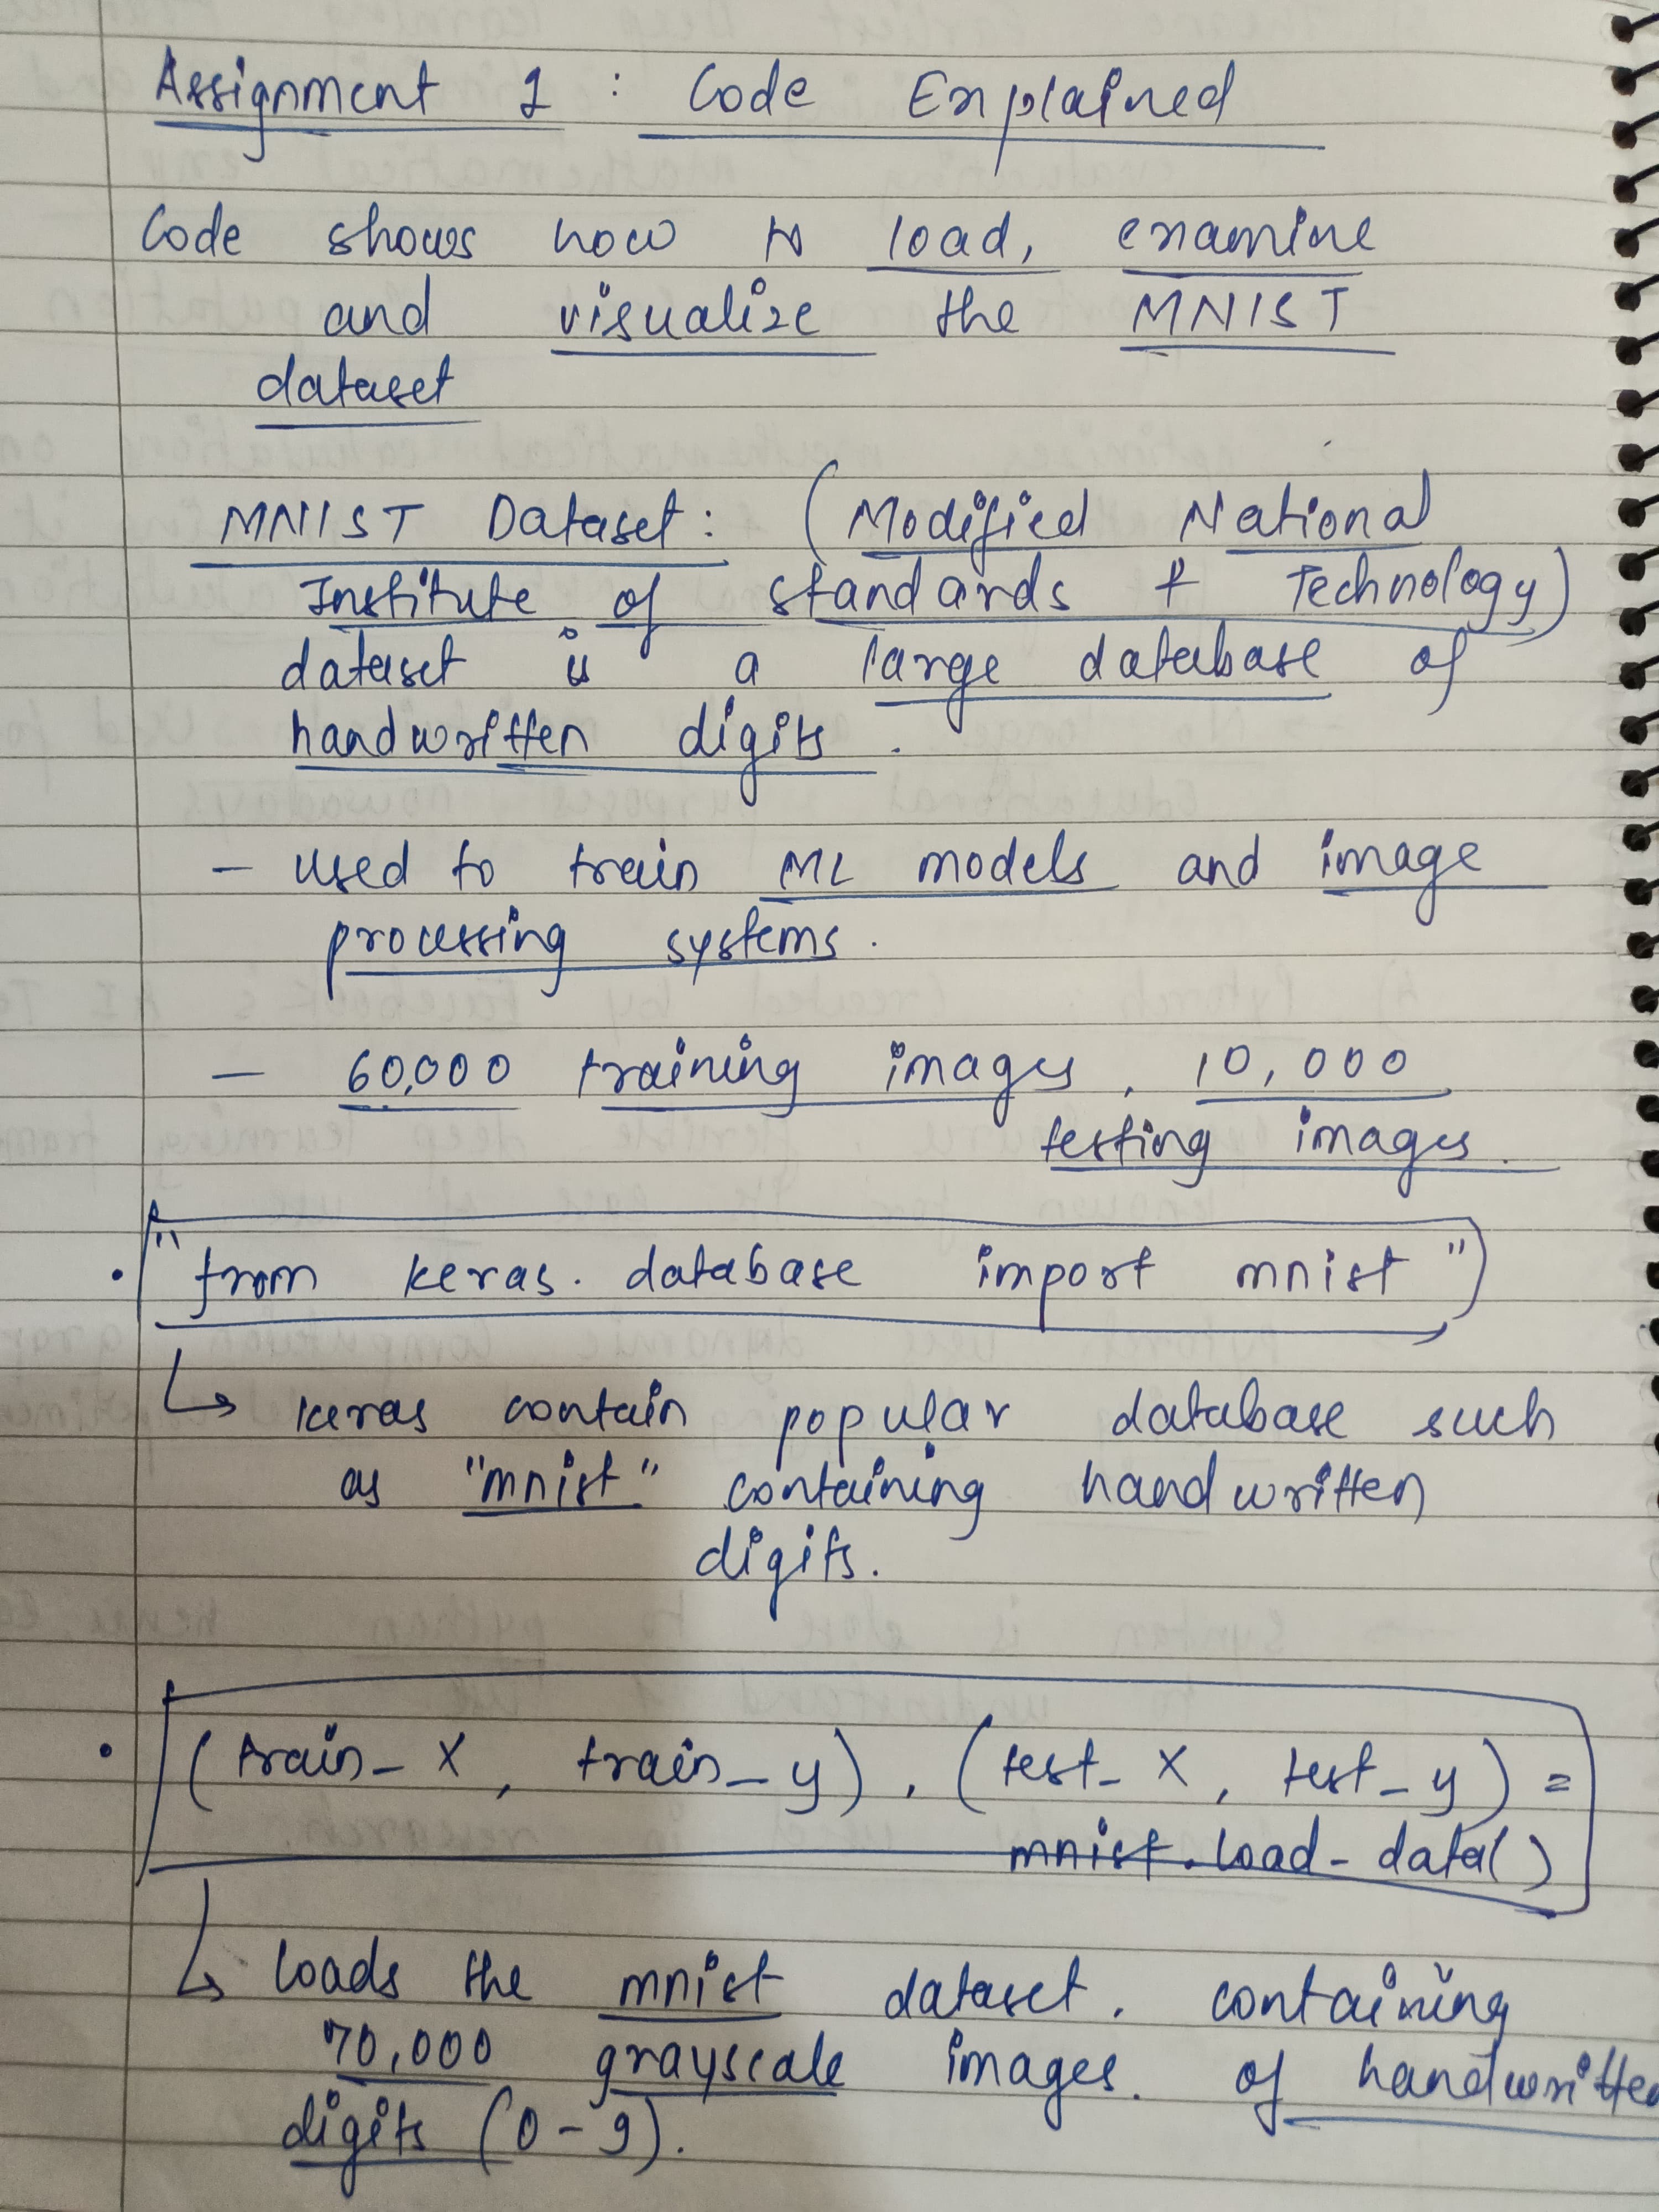 Assignment 1 : Code Explained
Code shows how to load, examine
and visualize the MNIST
dataset
MNIST Dataset: (Modified National
Institute of standards & Technology)
dataset is a large database of
handwritten digits.
- used to train ML models and image
processing systems.
- 60,000 training images, 10,000
testing images.
• "from keras. database import mnist"
↳ keras contain popular database such
as "mnist" containing handwritten
digits.
• (train_X, train_y), (test_X, test_y) =
mnist.load_data()
↳ loads the mnist dataset. containing
70,000 grayscale images. of handwritten
digits (0-9).